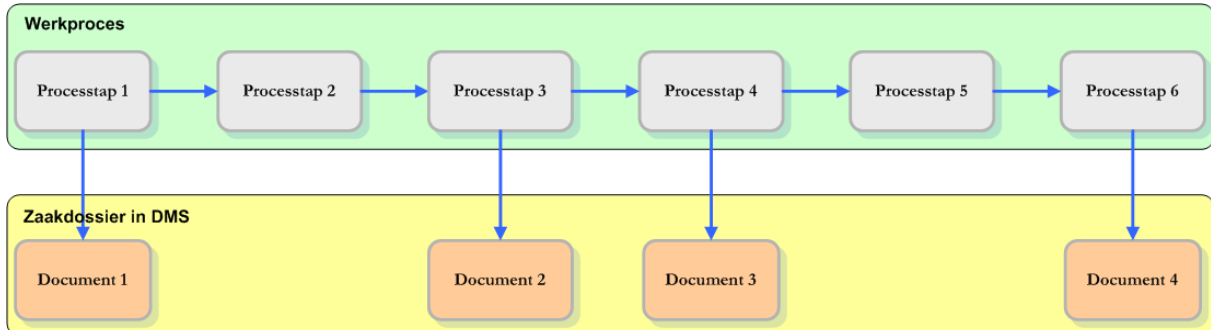 Werkproces
Processtap 1
Processtap 2
Processtap 3
Processtap 4
Processtap 5
Processtap 6
Zaakdossier in DMS
Document 1
Document 2
Document 3
Document 4